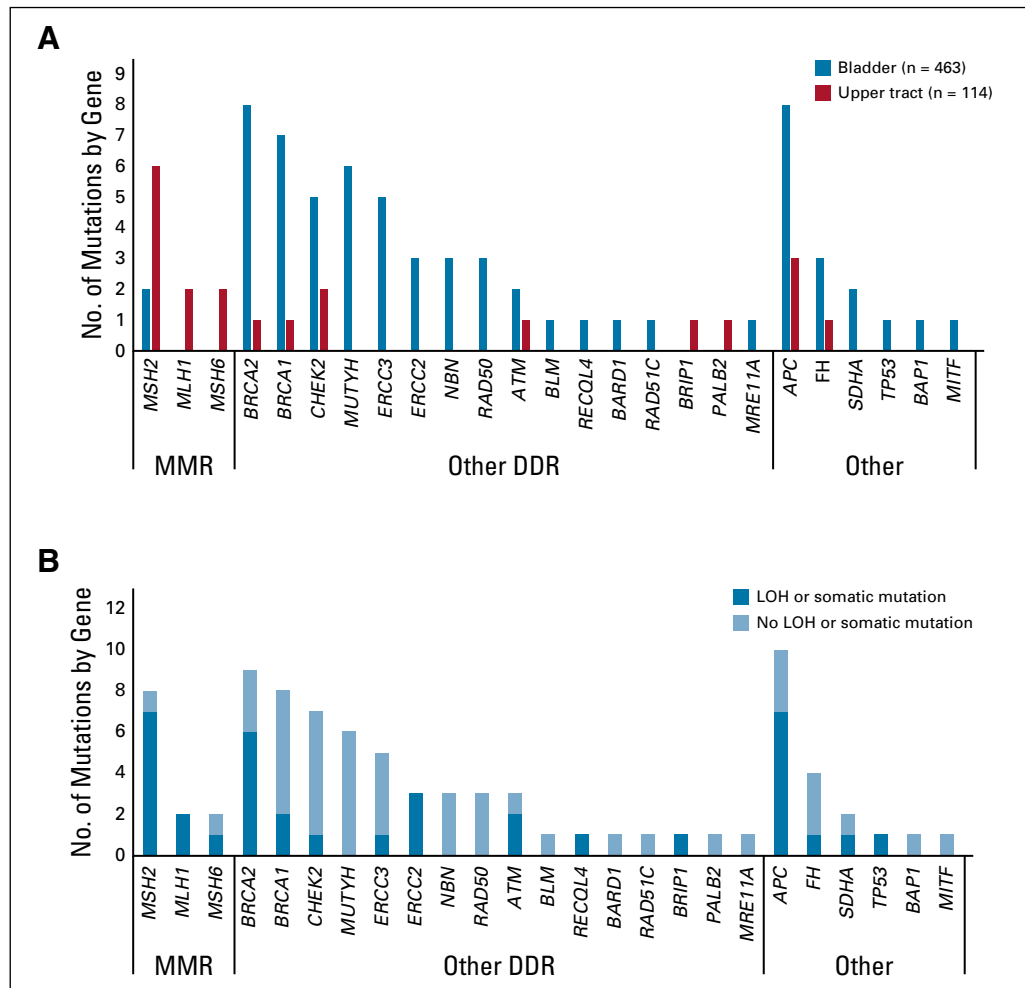 A
No. of Mutations by Gene
9
8
7
6
5
4
3
2
1
0
Bladder (n = 463)
Upper tract (n = 114)
MSH2
MLH1
MSH6
BRCA2
BRCA1
CHEK2
MUTYH
ERCC3
ERCC2
NBN
RAD50
ATM
BLM
RECQL4
BARD1
RAD51C
BRIP1
PALB2
MRE11A
APC
FH
SDHA
TP53
BAP1
MITF
MMR
Other DDR
Other
B
No. of Mutations by Gene
12
10
8
6
4
2
0
LOH or somatic mutation
No LOH or somatic mutation
MSH2
MLH1
MSH6
BRCA2
BRCA1
CHEK2
MUTYH
ERCC3
ERCC2
NBN
RAD50
ATM
BLM
RECQL4
BARD1
RAD51C
BRIP1
PALB2
MRE11A
APC
FH
SDHA
TP53
BAP1
MITF
MMR
Other DDR
Other